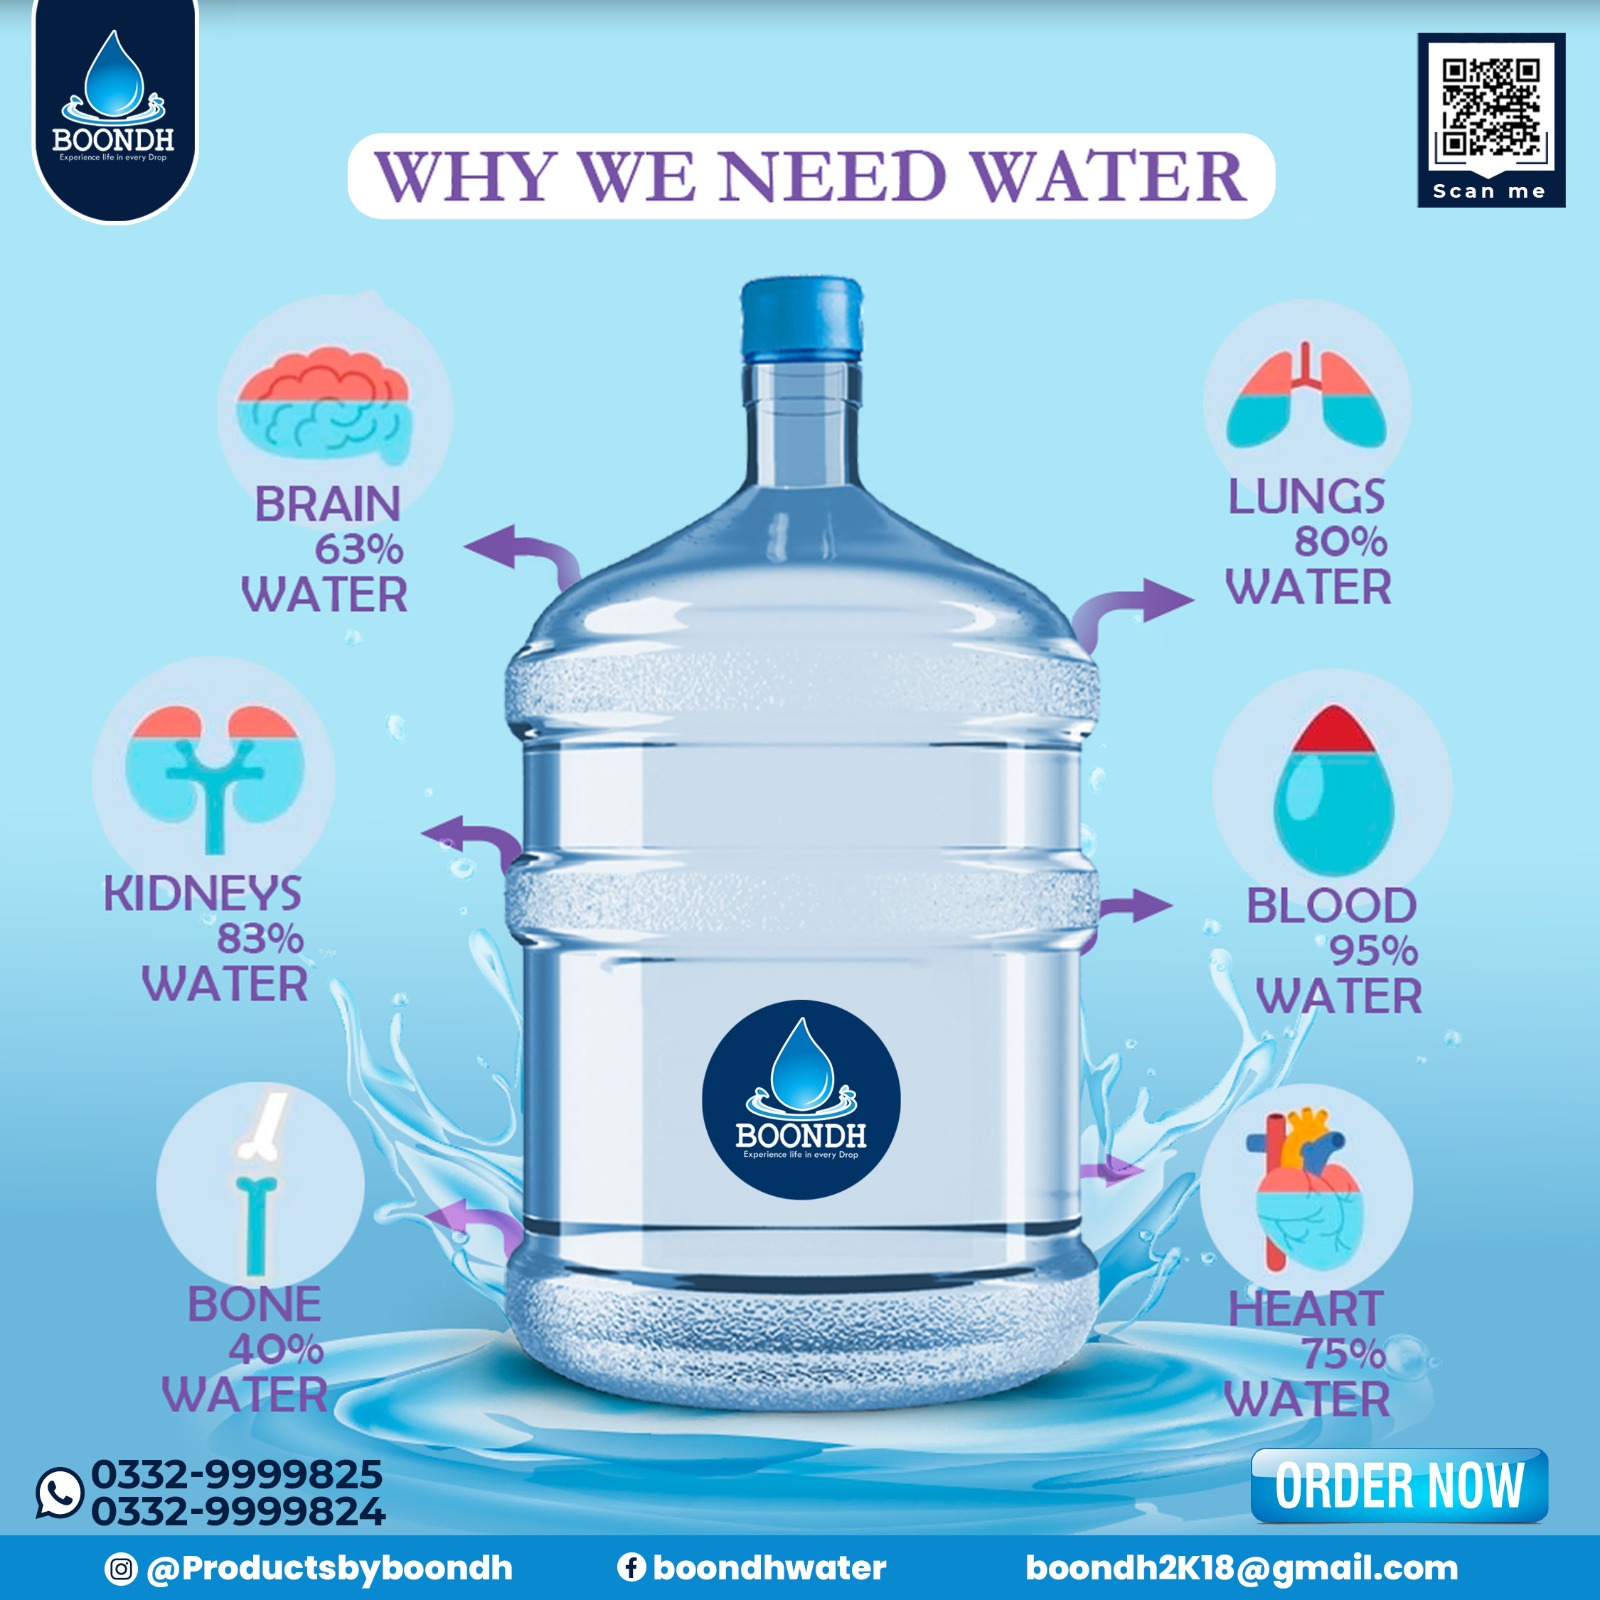 BOONDH
Experience life in every Drop
Scan me
WHY WE NEED WATER
BRAIN
63%
WATER
LUNGS
80%
WATER
KIDNEYS
83%
WATER
BLOOD
95%
WATER
BOONDH
Experience life in every Drop
BONE
40%
WATER
HEART
75%
WATER
0332-9999825
0332-9999824
ORDER NOW
@Productsbyboondh
boondhwater
boondh2K18@gmail.com